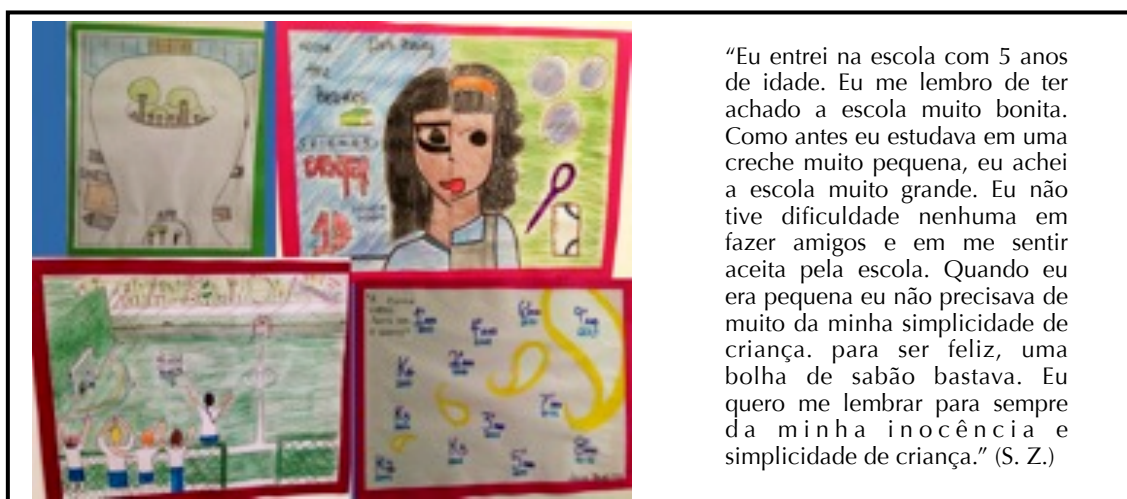 “Eu entrei na escola com 5 anos
de idade. Eu me lembro de ter
achado a escola muito bonita.
Como antes eu estudava em uma
creche muito pequena, eu achei
a escola muito grande. Eu não
tive dificuldade nenhuma em
fazer amigos e em me sentir
aceita pela escola. Quando eu
era pequena eu não precisava de
muito da minha simplicidade de
criança. para ser feliz, uma
bolha de sabão bastava. Eu
quero me lembrar para sempre
da minha inocência e
simplicidade de criança.” (S. Z.)